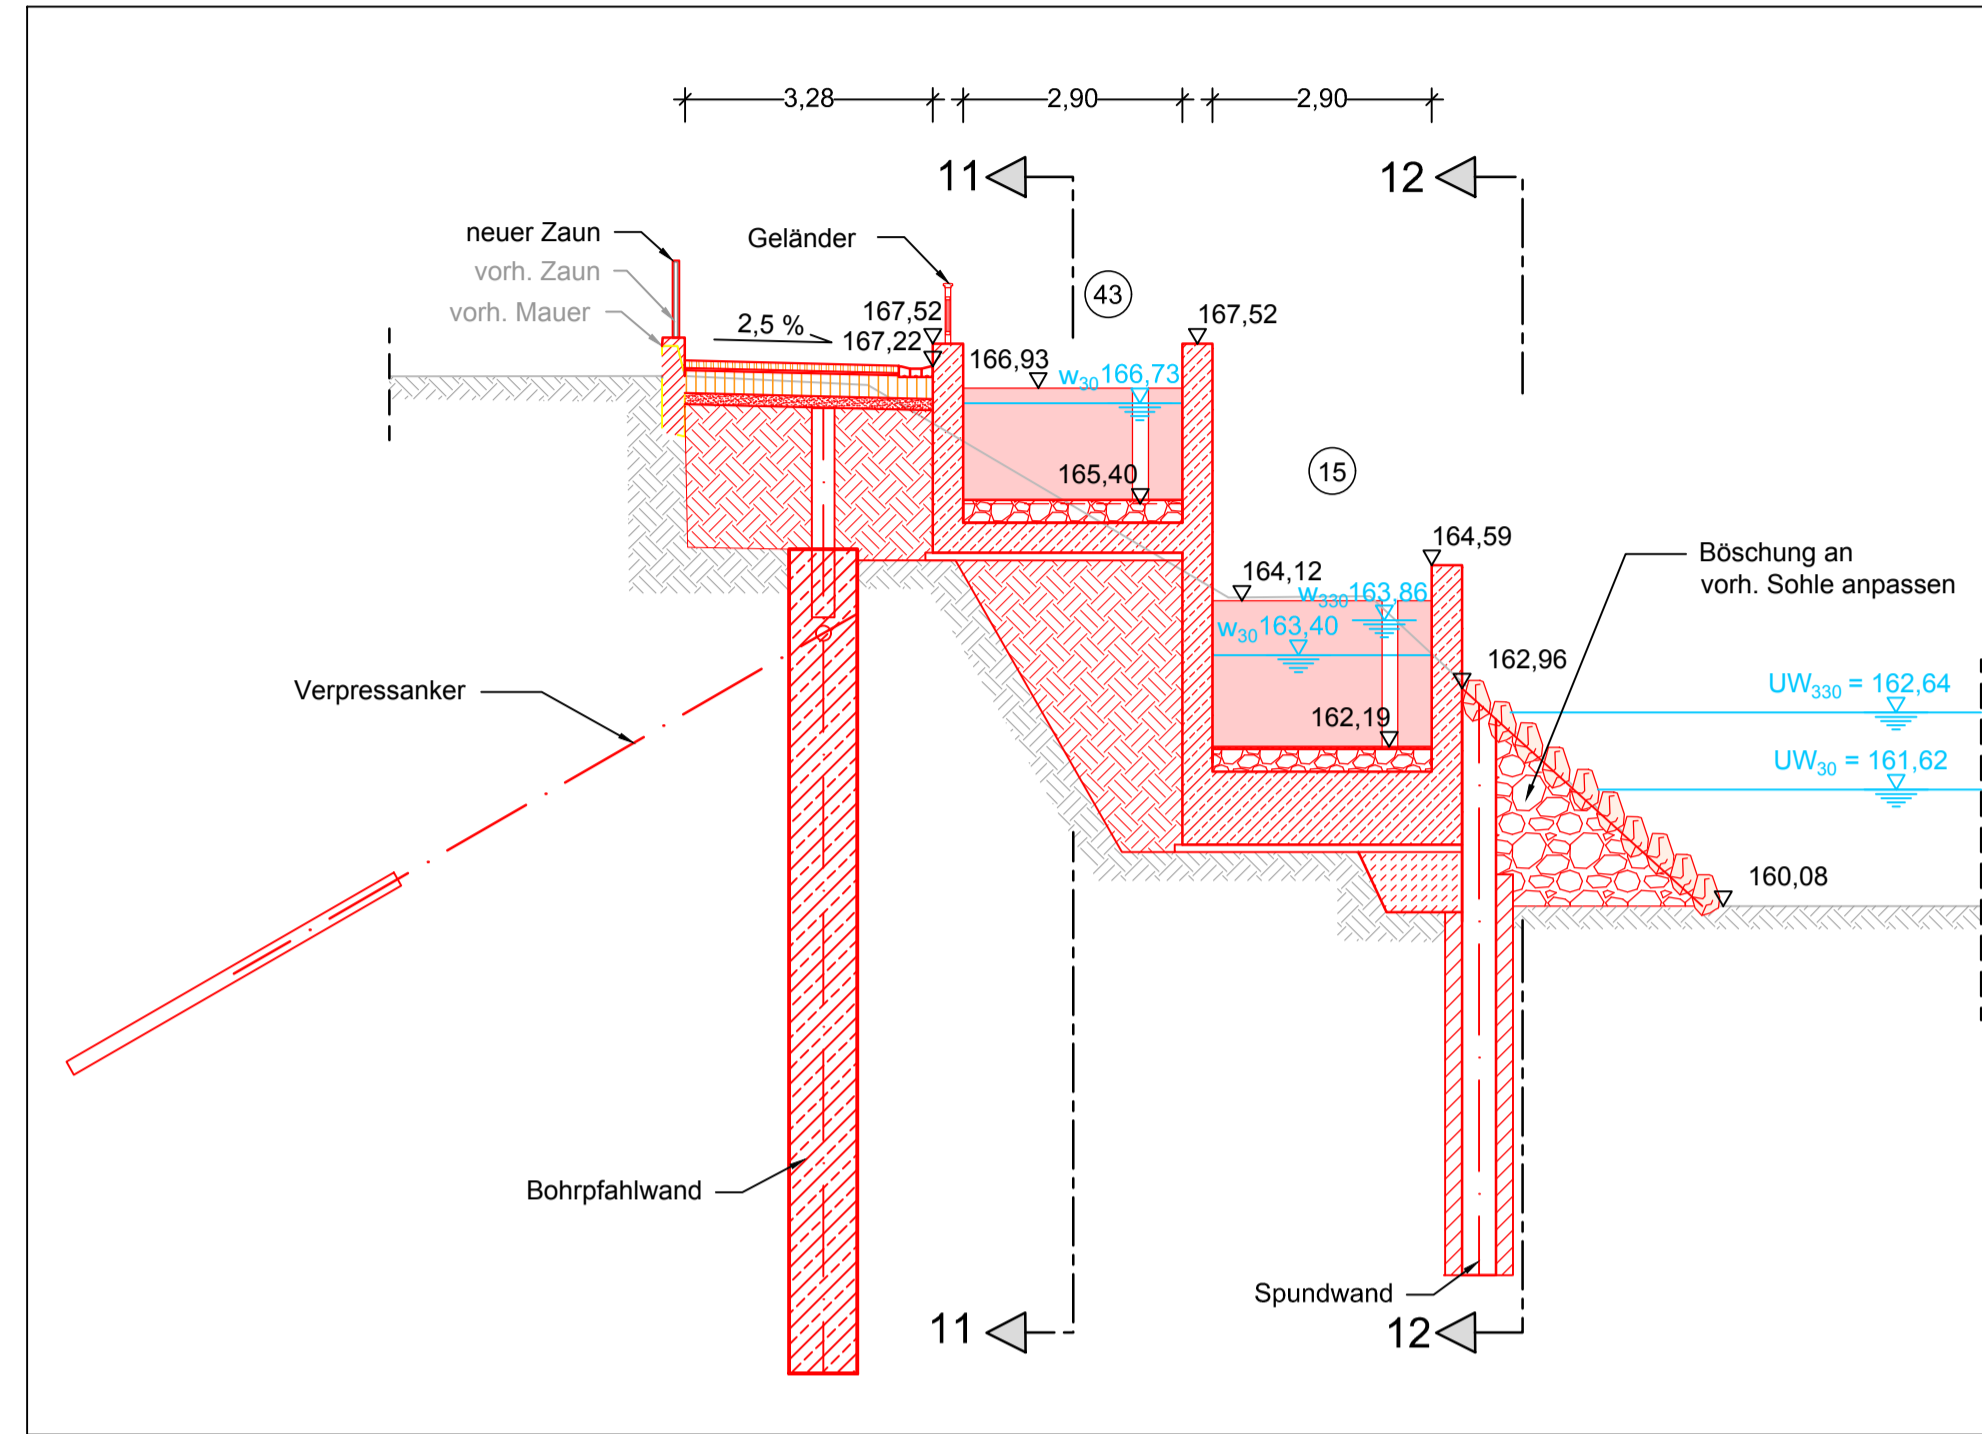 3,28
2,90
2,90
11
12
neuer Zaun
vorh. Zaun
vorh. Mauer
Geländer
43
2,5 %
167,52
167,22
167,52
166,93
w30 166,73
165,40
15
164,59
164,12
w330 163,86
w30 163,40
162,19
Böschung an
vorh. Sohle anpassen
162,96
UW330 = 162,64
UW30 = 161,62
160,08
Verpressanker
Bohrpfahlwand
Spundwand
11
12